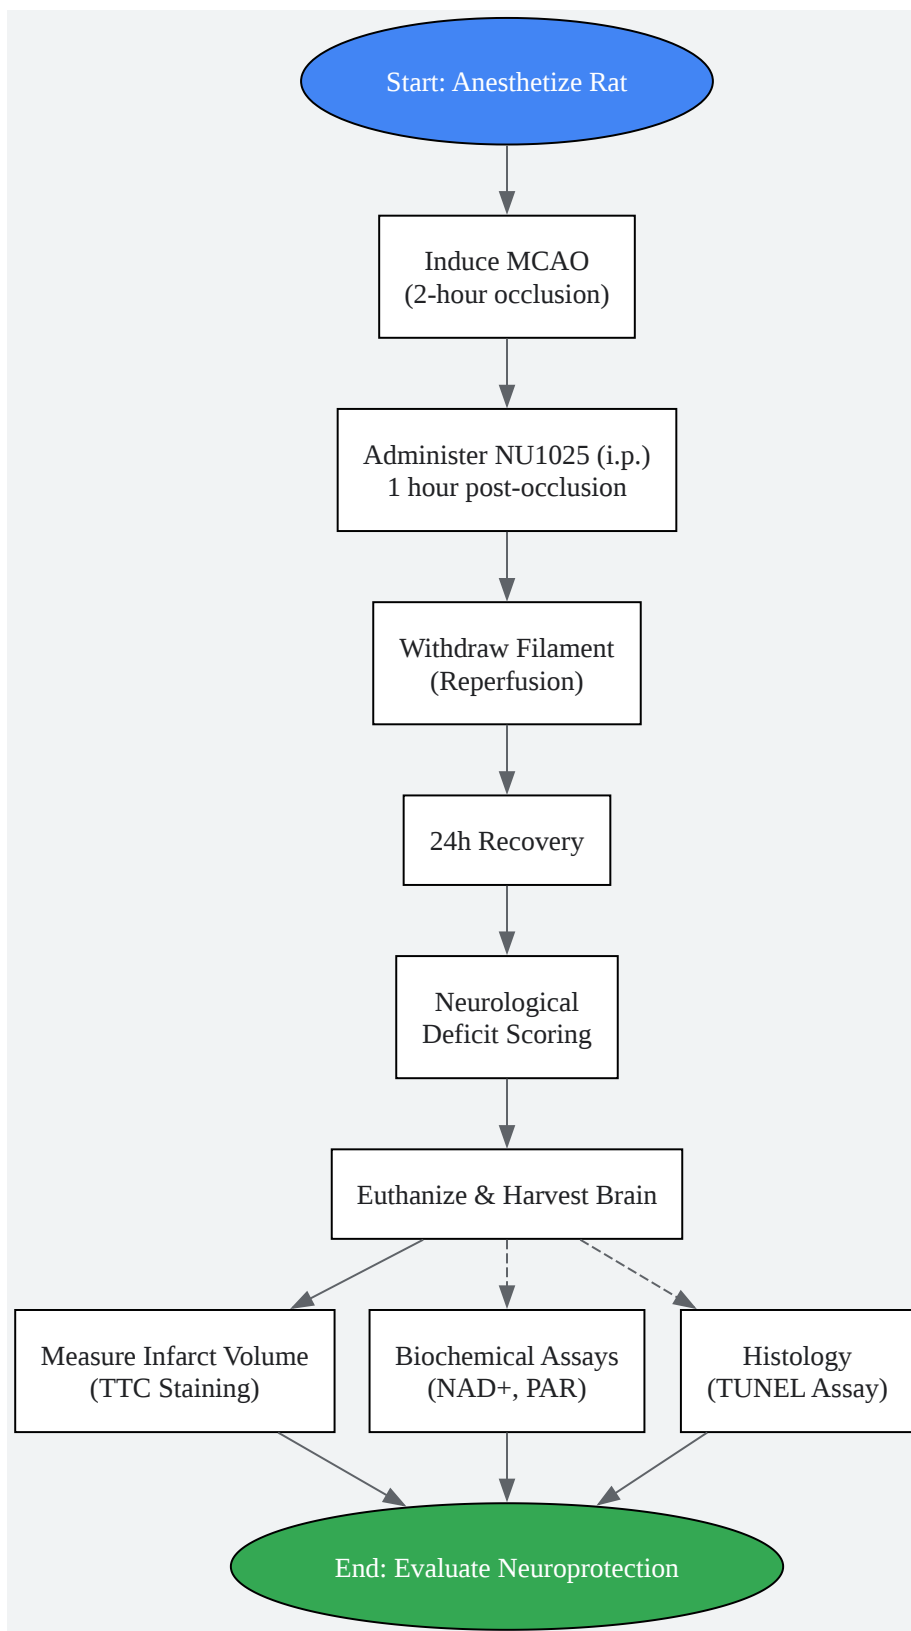 Start: Anesthetize Rat
Induce MCAO
(2-hour occlusion)
Administer NU1025 (i.p.)
1 hour post-occlusion
Withdraw Filament
(Reperfusion)
24h Recovery
Neurological
Deficit Scoring
Euthanize & Harvest Brain
Measure Infarct Volume
(TTC Staining)
Biochemical Assays
(NAD+, PAR)
Histology
(TUNEL Assay)
End: Evaluate Neuroprotection